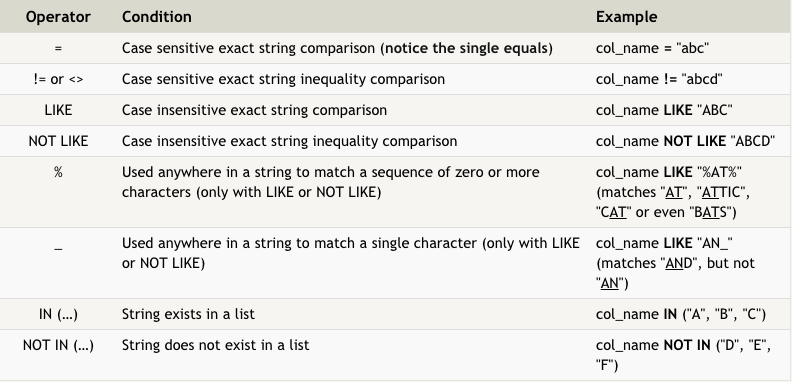 Operator Condition Example
= Case sensitive exact string comparison (notice the single equals) col_name = "abc"
!= or <> Case sensitive exact string inequality comparison col_name != "abcd"
LIKE Case insensitive exact string comparison col_name LIKE "ABC"
NOT LIKE Case insensitive exact string inequality comparison col_name NOT LIKE "ABCD"
% Used anywhere in a string to match a sequence of zero or more col_name LIKE "%AT%"
characters (only with LIKE or NOT LIKE) (matches "AT", "ATTIC",
"CAT" or even "BATS")
_ Used anywhere in a string to match a single character (only with LIKE col_name LIKE "AN_"
or NOT LIKE) (matches "AND", but not
"AN")
IN (…) String exists in a list col_name IN ("A", "B", "C")
NOT IN (…) String does not exist in a list col_name NOT IN ("D", "E",
"F")